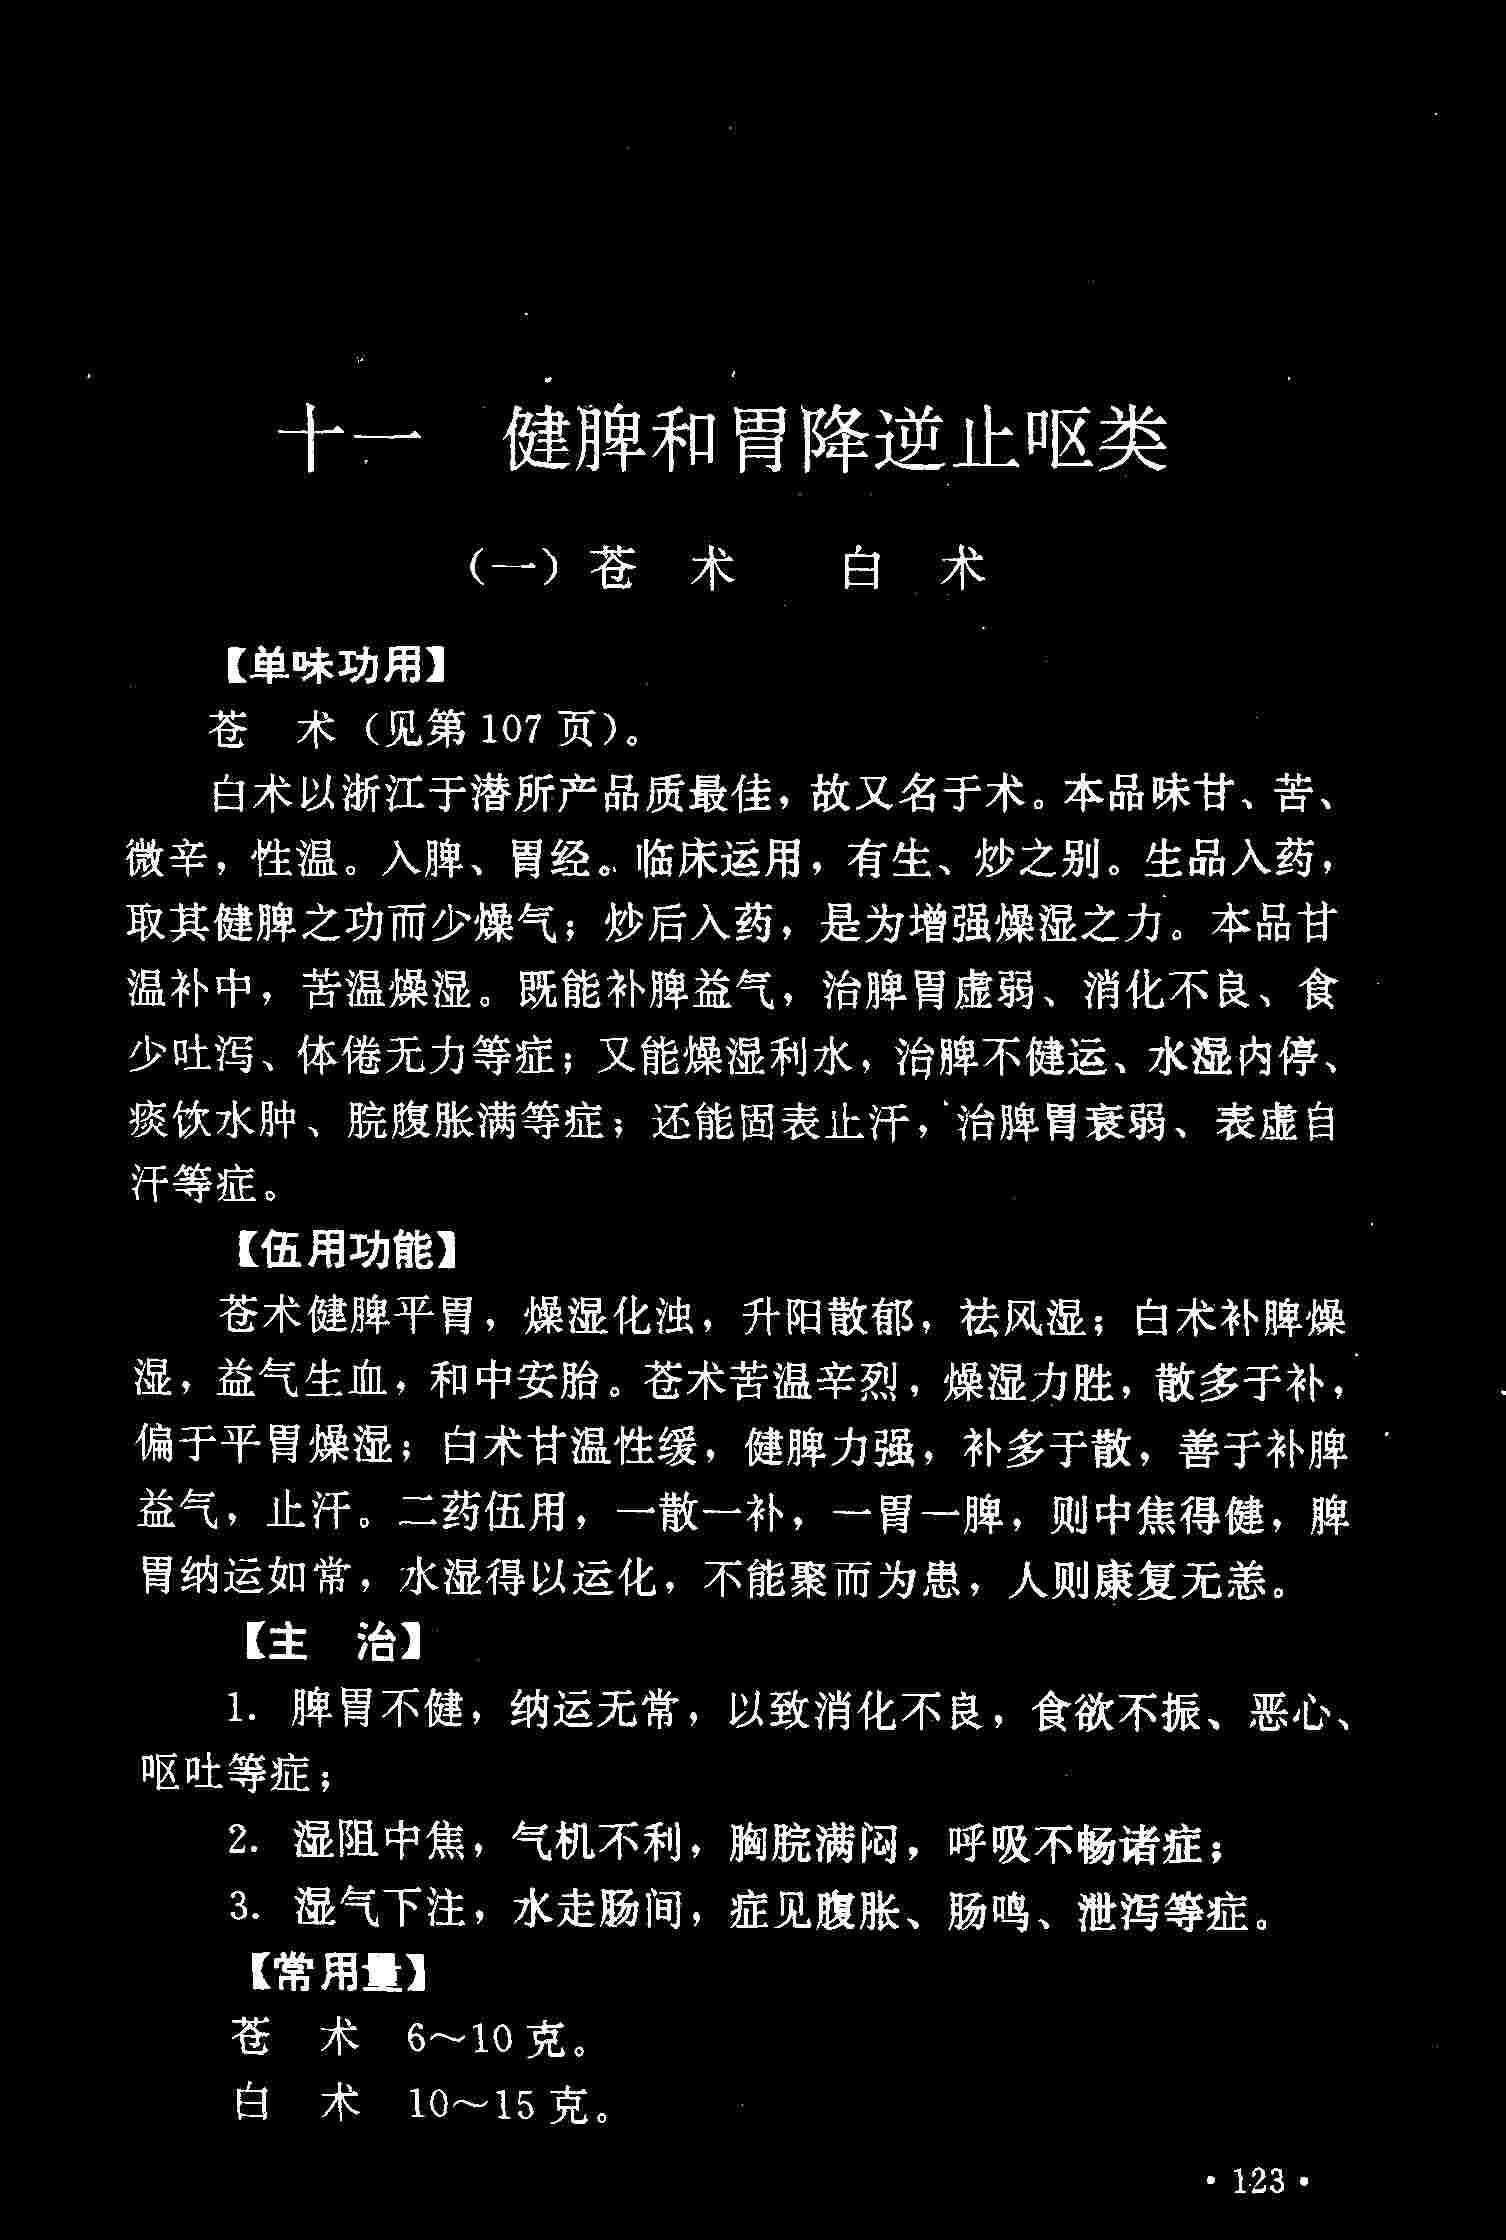 十一 健脾和胃降逆止呕类
（一）苍 术 白 术
【单味功用】
苍 术（见第 107 页）。
白术以浙江于潜所产品质最佳，故又名于术。本品味甘、苦、
微辛，性温。入脾、胃经。临床运用，有生、炒之别。生品入药，
取其健脾之功而少燥气；炒后入药，是为增强燥湿之力。本品甘
温补中，苦温燥湿。既能补脾益气，治脾胃虚弱、消化不良、食
少吐泻、体倦无力等症；又能燥湿利水，治脾不健运、水湿内停、
痰饮水肿、脘腹胀满等症；还能固表止汗，治脾胃衰弱、表虚自
汗等症。
【伍用功能】
苍术健脾平胃，燥湿化浊，升阳散郁，祛风湿；白术补脾燥
湿，益气生血，和中安胎。苍术苦温辛烈，燥湿力胜，散多于补，
偏于平胃燥湿；白术甘温性缓，健脾力强，补多于散，善于补脾
益气，止汗。二药伍用，一散一补，一胃一脾，则中焦得健，脾
胃纳运如常，水湿得以运化，不能聚而为患，人则康复无恙。
【主 治】
1. 脾胃不健，纳运无常，以致消化不良，食欲不振、恶心、
呕吐等症；
2. 湿阻中焦，气机不利，胸脘满闷，呼吸不畅诸症；
3. 湿气下注，水走肠间，症见腹胀、肠鸣、泄泻等症。
【常用量】
苍 术 6～10 克。
白 术 10～15 克。
· 123 ·